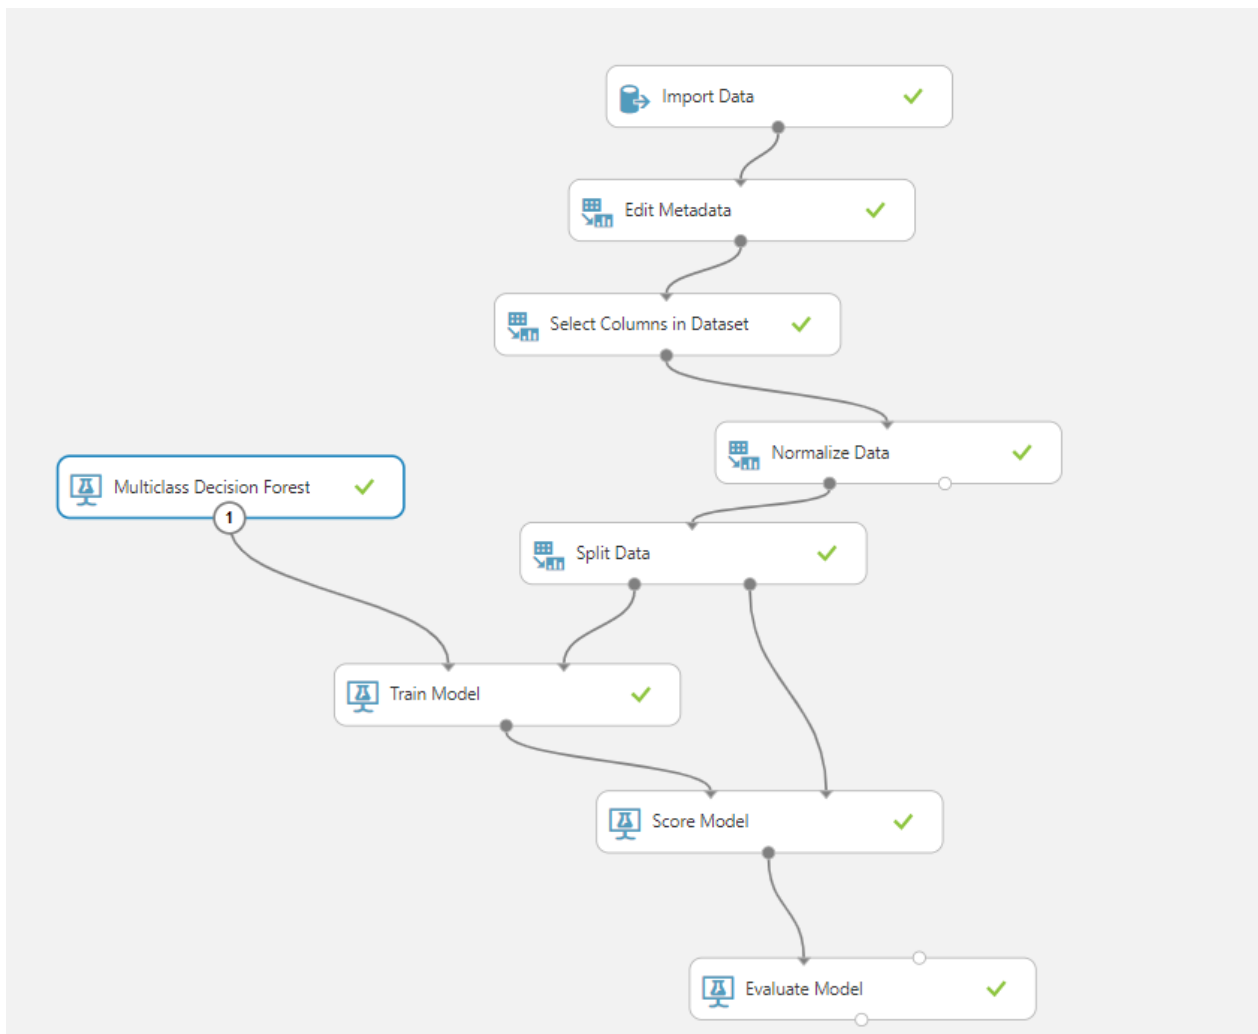 Import Data
Edit Metadata
Select Columns in Dataset
Normalize Data
Multiclass Decision Forest
1
Split Data
Train Model
Score Model
Evaluate Model